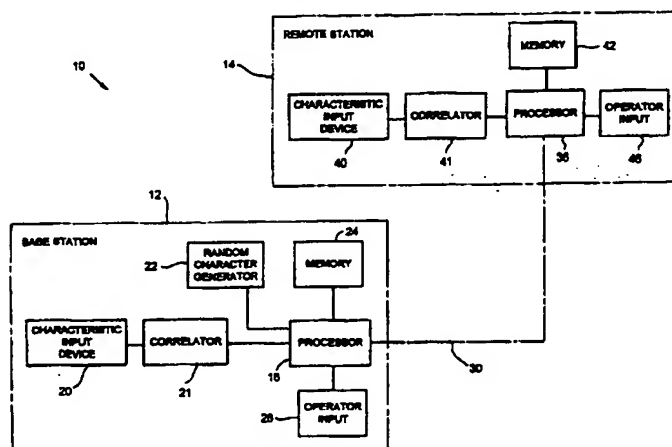 REMOTE STATION
MEMORY
42
10
14
CHARACTERISTIC
INPUT
DEVICE
CORRELATOR
PROCESSOR
OPERATOR
INPUT
40
41
36
46
12
BASE STATION
24
22
RANDOM
CHARACTER
GENERATOR
MEMORY
CHARACTERISTIC
INPUT
DEVICE
CORRELATOR
PROCESSOR
20
21
16
30
28
OPERATOR
INPUT